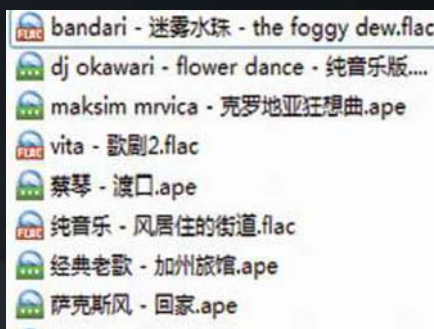 FLAC bandari - 迷雾水珠 - the foggy dew.flac
dj okawari - flower dance - 纯音乐版....
maksim mrvica - 克罗地亚狂想曲.ape
FLAC vita - 歌剧2.flac
蔡琴 - 渡口.ape
FLAC 纯音乐 - 风居住的街道.flac
经典老歌 - 加州旅馆.ape
萨克斯风 - 回家.ape